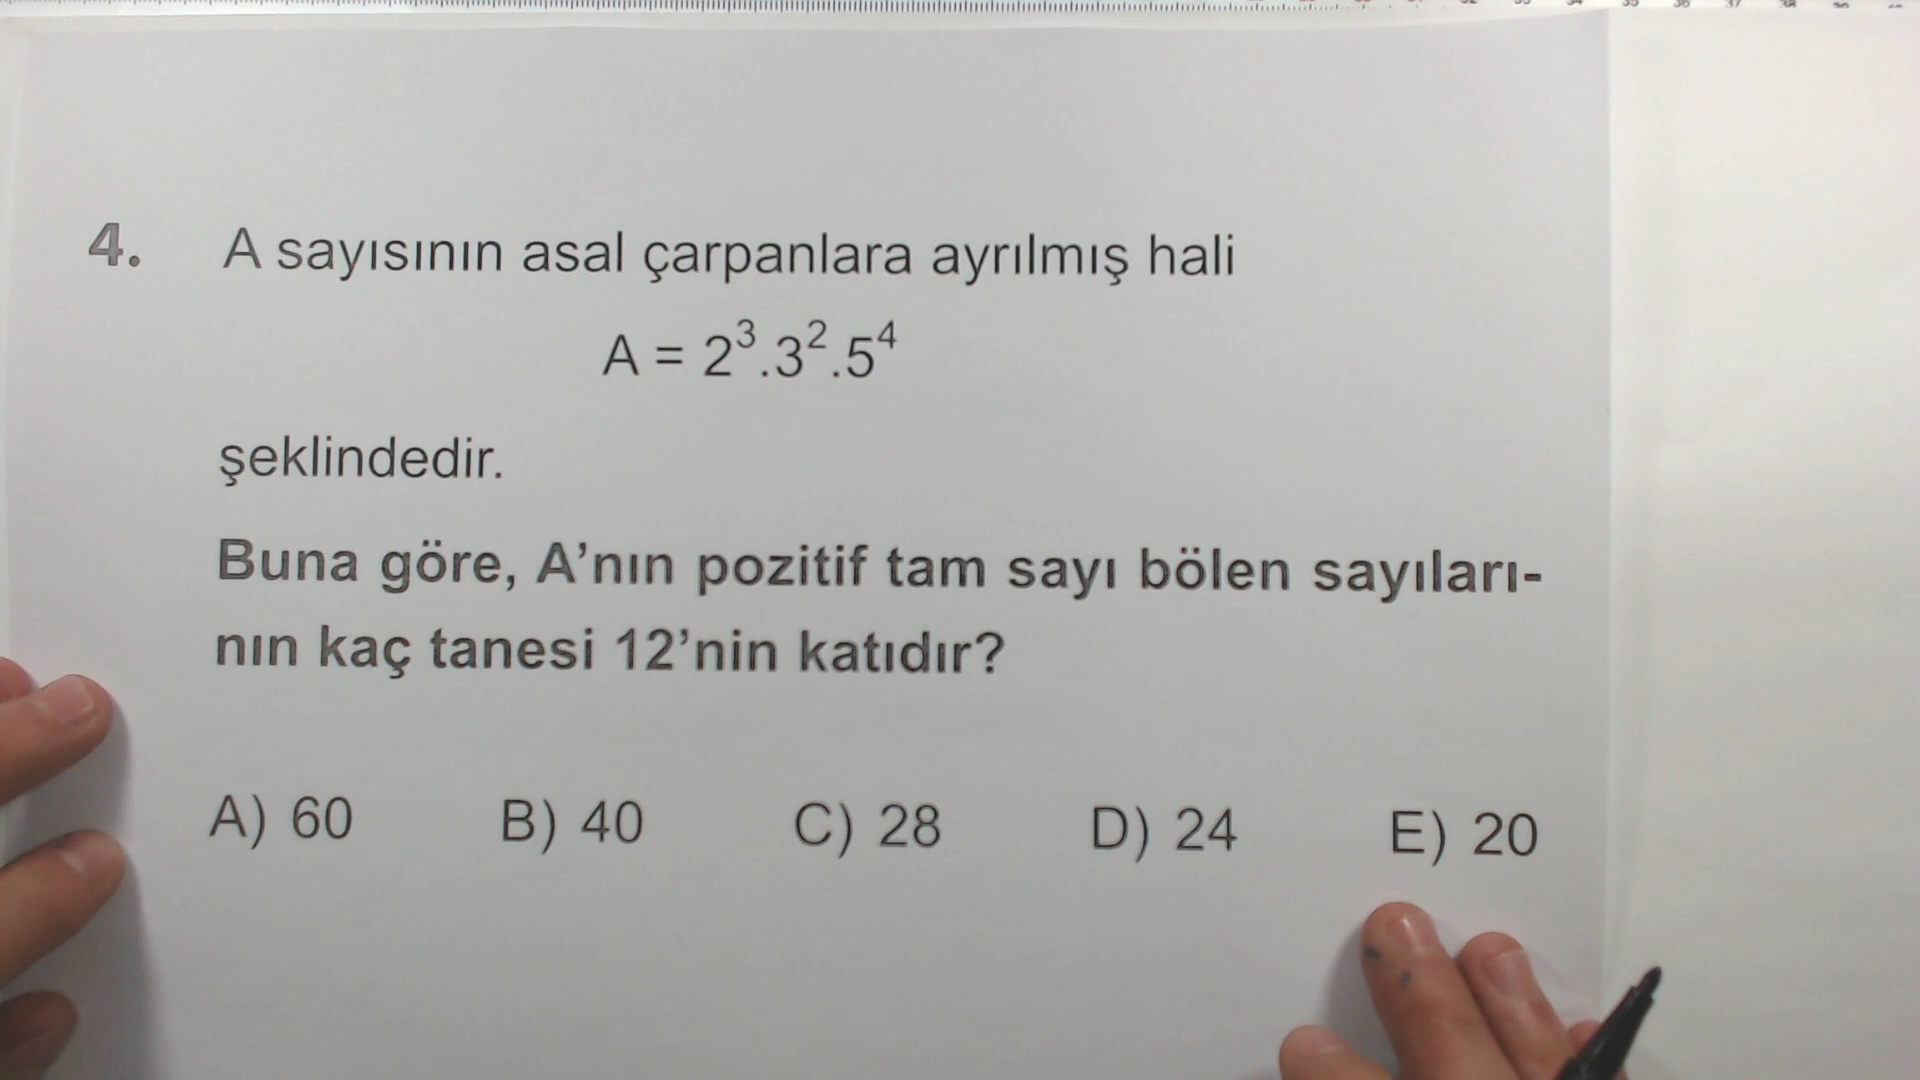 4. A sayısının asal çarpanlara ayrılmış hali
A = 2³.3².5⁴
şeklindedir.
Buna göre, A’nın pozitif tam sayı bölen sayıları-
nın kaç tanesi 12’nin katıdır?
A) 60 B) 40 C) 28 D) 24 E) 20